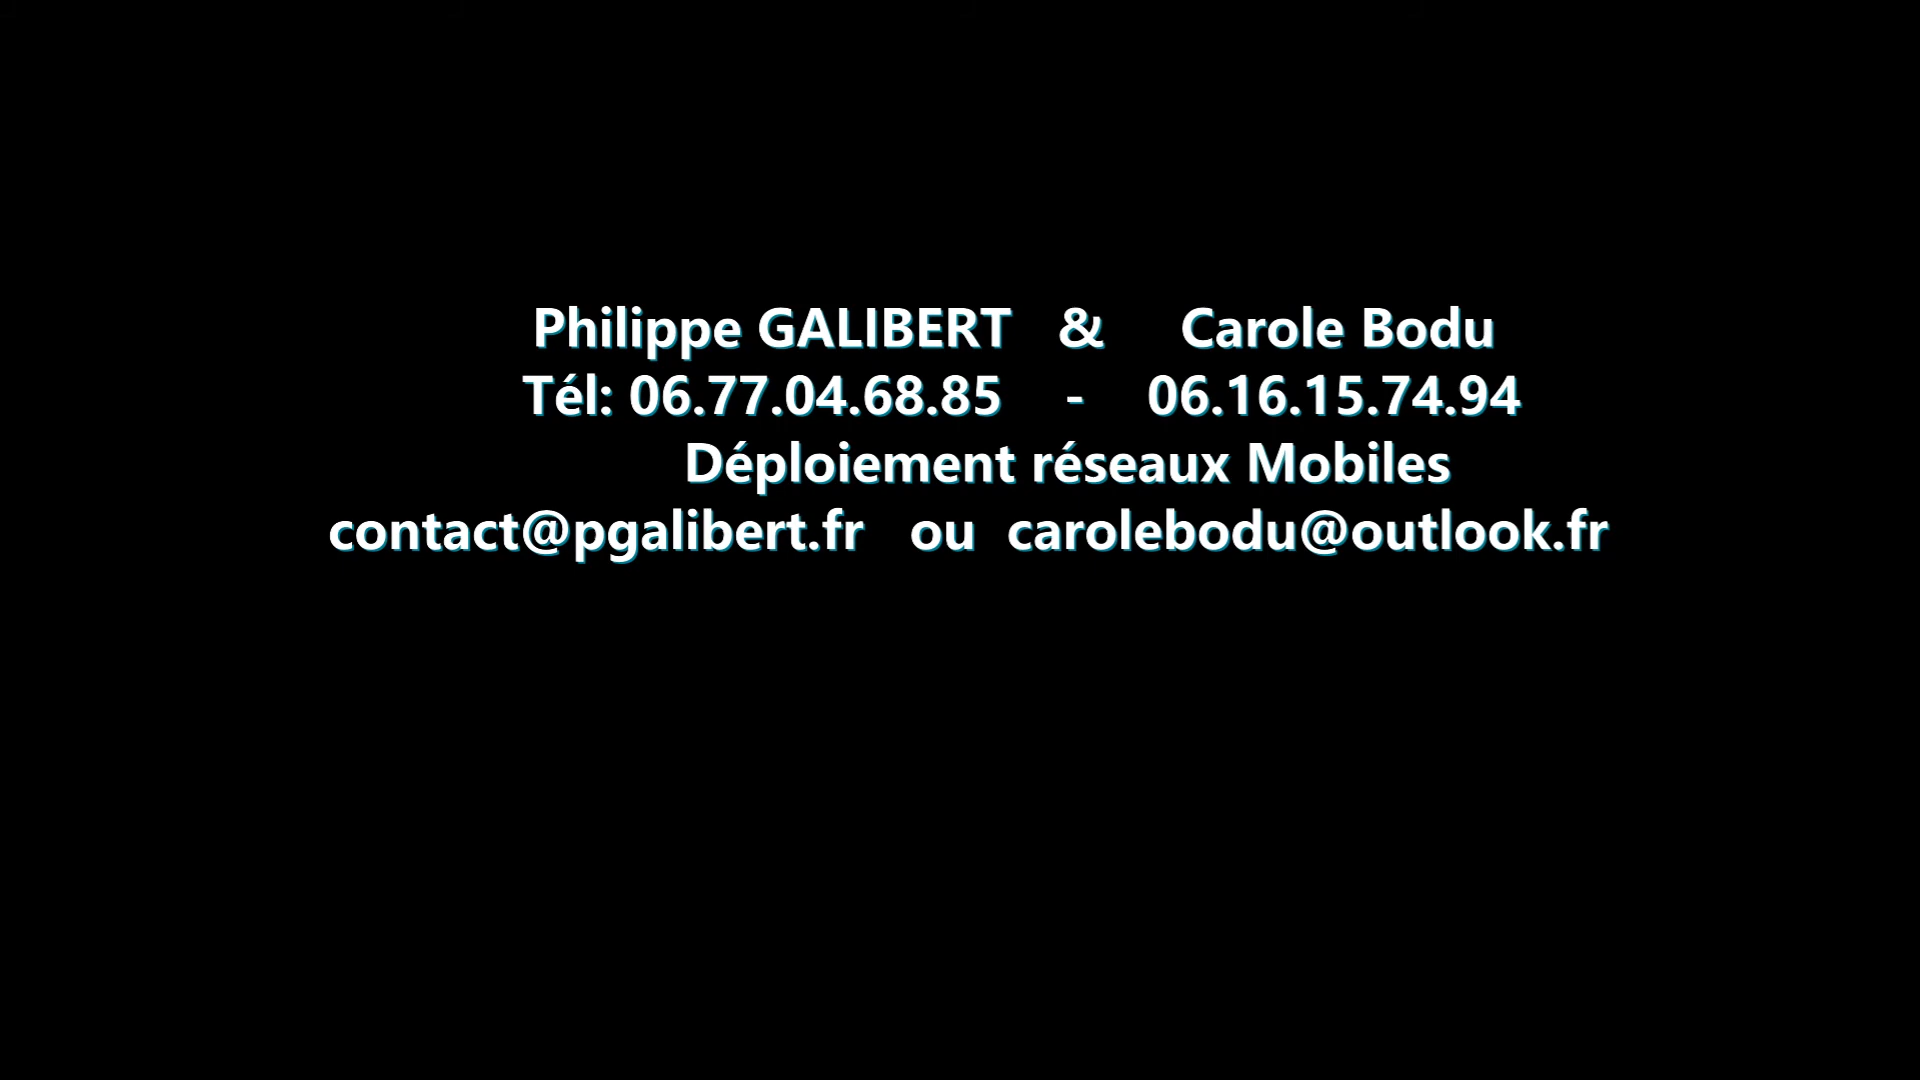 Philippe GALIBERT & Carole Bodu
Tél: 06.77.04.68.85 - 06.16.15.74.94
Déploiement réseaux Mobiles
contact@pgalibert.fr ou carolebodu@outlook.fr